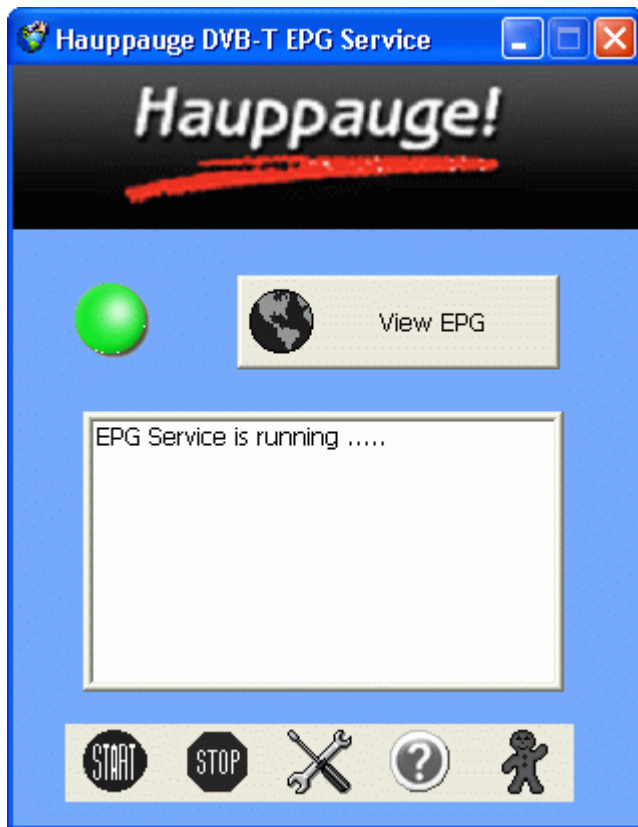 Hauppauge DVB-T EPG Service
Hauppauge!
View EPG
EPG Service is running .....
START
STOP
?